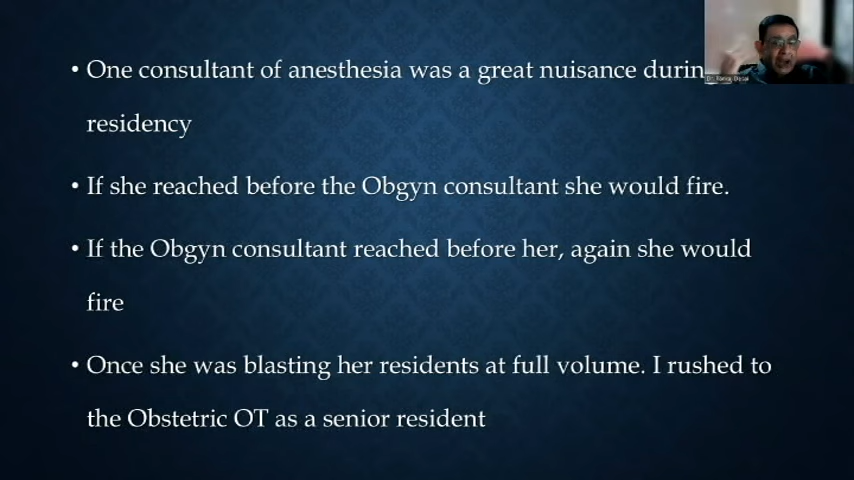 • One consultant of anesthesia was a great nuisance durin
residency
• If she reached before the Obgyn consultant she would fire.
• If the Obgyn consultant reached before her, again she would
fire
• Once she was blasting her residents at full volume. I rushed to
the Obstetric OT as a senior resident